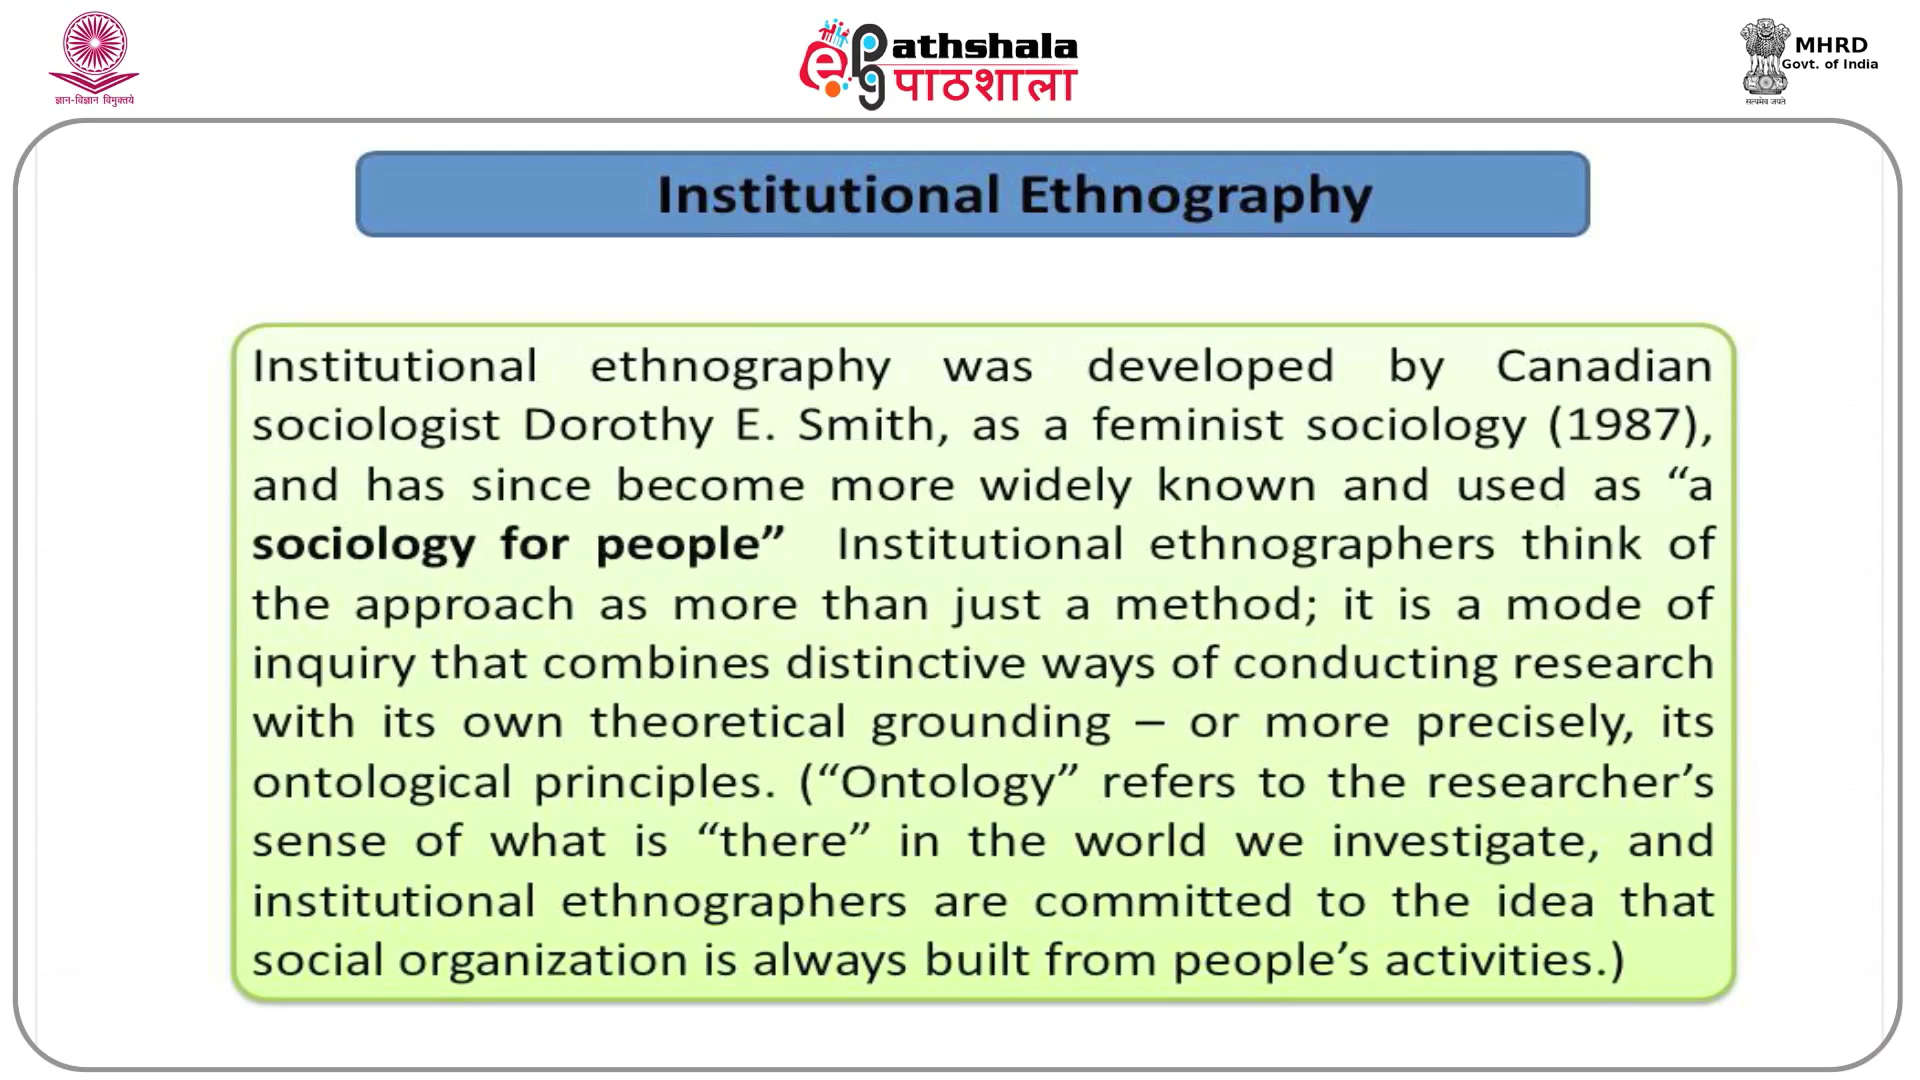 ज्ञान-विज्ञान विमुक्तये
ePG Pathshala
पाठशाला
MHRD
Govt. of India
सत्यमेव जयते
Institutional Ethnography
Institutional ethnography was developed by Canadian
sociologist Dorothy E. Smith, as a feminist sociology (1987),
and has since become more widely known and used as “a
sociology for people” Institutional ethnographers think of
the approach as more than just a method; it is a mode of
inquiry that combines distinctive ways of conducting research
with its own theoretical grounding – or more precisely, its
ontological principles. (“Ontology” refers to the researcher’s
sense of what is “there” in the world we investigate, and
institutional ethnographers are committed to the idea that
social organization is always built from people’s activities.)